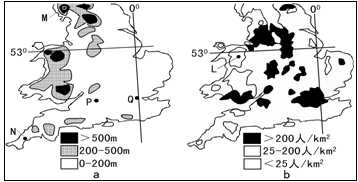 M
0°
53°
P
Q
N
>500m
200-500m
0-200m
a
0°
53°
L
>200人/km²
25-200人/km²
<25人/km²
b